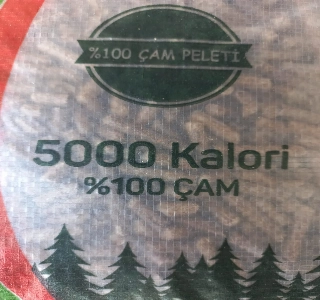 %100 ÇAM PELETİ
5000 Kalori
%100 ÇAM